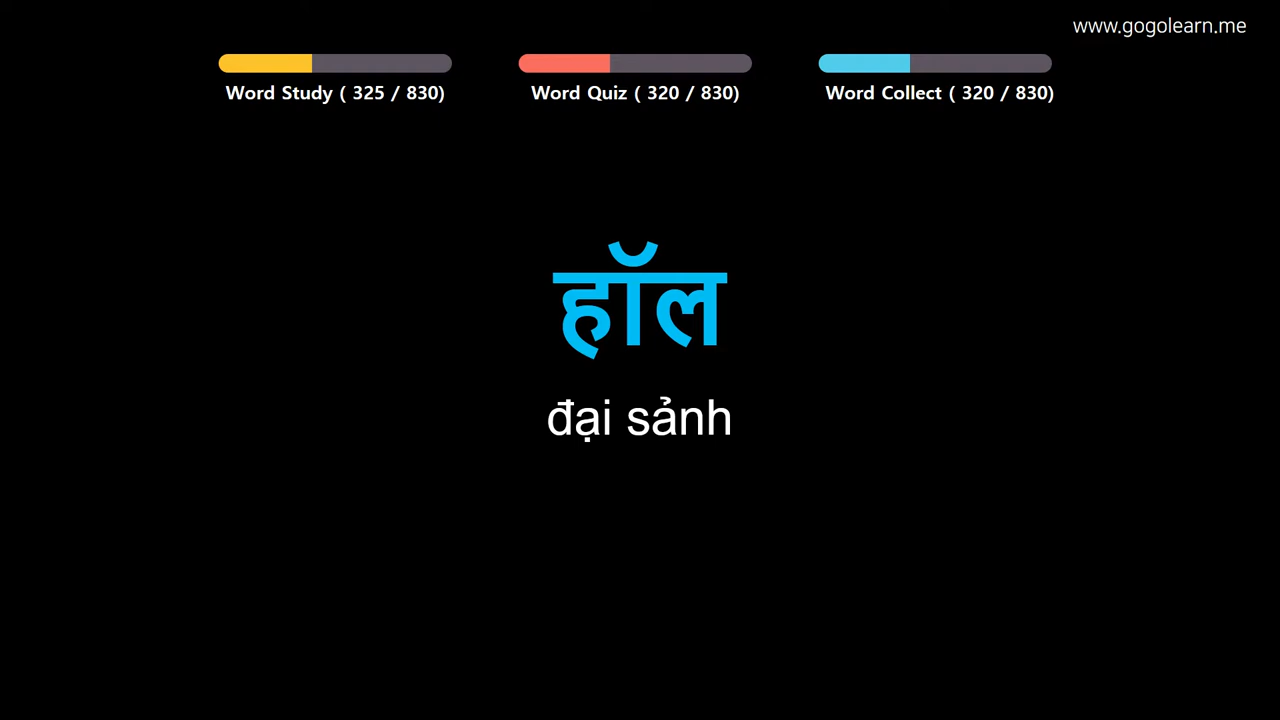 www.gogolearn.me
Word Study ( 325 / 830)
Word Quiz ( 320 / 830)
Word Collect ( 320 / 830)
हॉल
đại sảnh